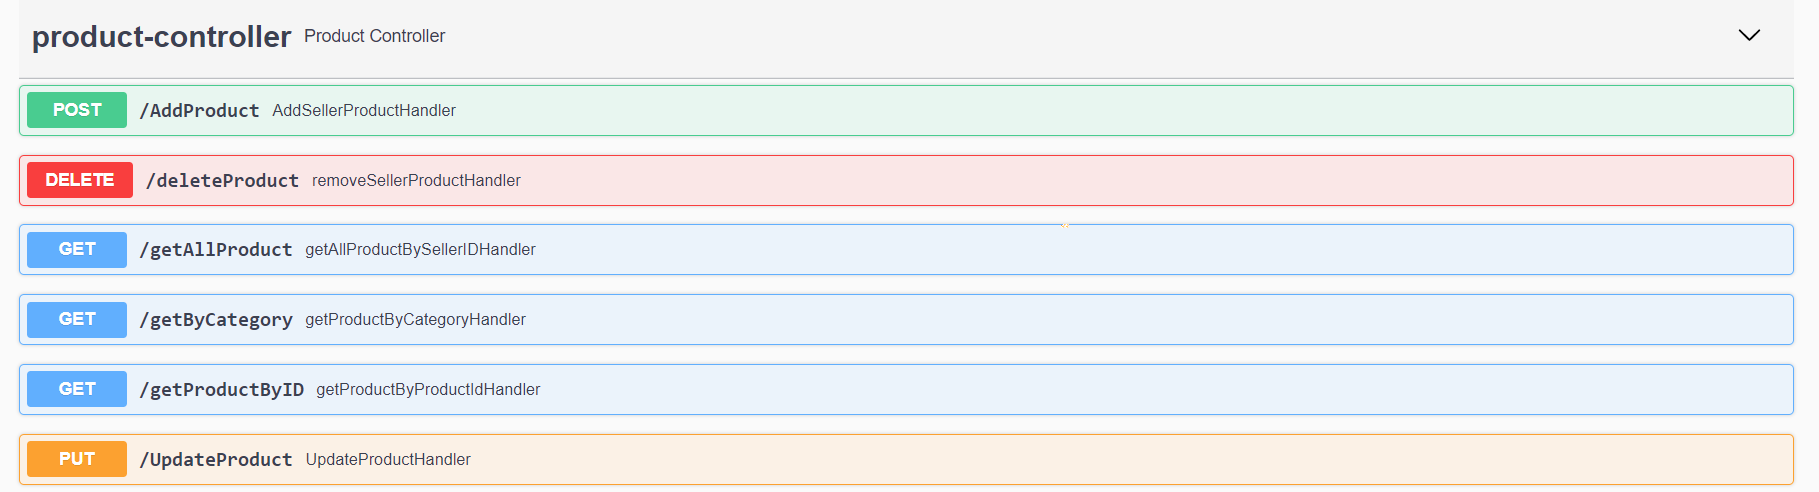 product-controller Product Controller
POST /AddProduct AddSellerProductHandler
DELETE /deleteProduct removeSellerProductHandler
GET /getAllProduct getAllProductBySellerIDHandler
GET /getByCategory getProductByCategoryHandler
GET /getProductByID getProductByProductIdHandler
PUT /UpdateProduct UpdateProductHandler